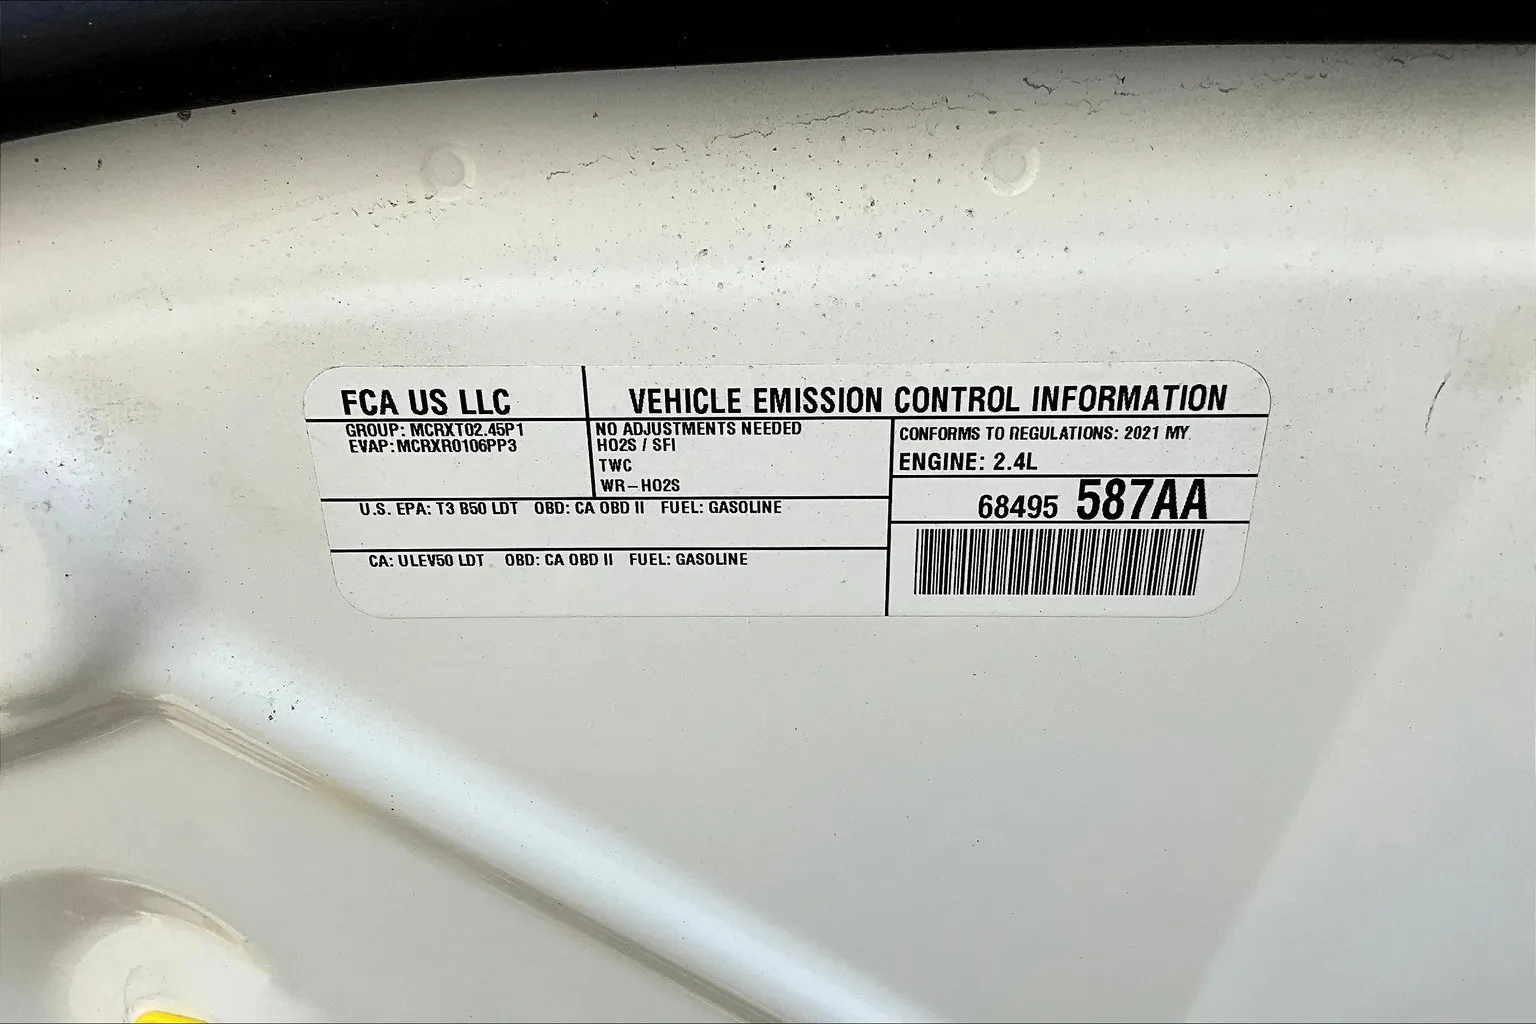 FCA US LLC
VEHICLE EMISSION CONTROL INFORMATION
GROUP: MCRXT02.45P1
EVAP: MCRXR0106PP3
NO ADJUSTMENTS NEEDED
HO2S / SFI
TWC
WR-HO2S
CONFORMS TO REGULATIONS: 2021 MY
ENGINE: 2.4L
U.S. EPA: T3 B50 LDT OBD: CA OBD II FUEL: GASOLINE
CA: ULEV50 LDT OBD: CA OBD II FUEL: GASOLINE
68495 587AA